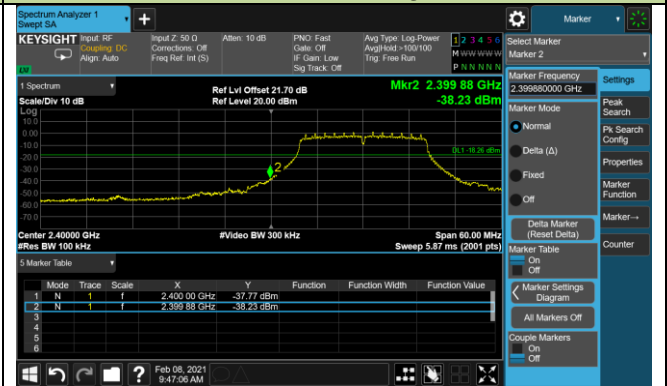 Spectrum Analyzer 1
Swept SA
+
Marker
KEYSIGHT
Input: RF
Coupling: DC
Align: Auto
Input Z: 50 Ω
Corrections: Off
Freq Ref: Int (S)
Atten: 10 dB
PNO: Fast
Gate: Off
IF Gain: Low
Sig Track: Off
Avg Type: Log-Power
Avg|Hold:>100/100
Trig: Free Run
1 2 3 4 5 6
M W W W W W
P N N N N N
LXI
Select Marker
Marker 2
1 Spectrum
Scale/Div 10 dB
Log
Ref Lvl Offset 21.70 dB
Ref Level 20.00 dBm
Mkr2 2.399 88 GHz
-38.23 dBm
10.0
0.00
-10.0
-20.0
-30.0
-40.0
-50.0
-60.0
-70.0
DL1 -18.26 dBm
2
Center 2.40000 GHz
#Res BW 100 kHz
#Video BW 300 kHz
Span 60.00 MHz
Sweep 5.87 ms (2001 pts)
5 Marker Table
Mode Trace Scale X Y Function Function Width Function Value
1 N 1 f 2.400 00 GHz -37.77 dBm
2 N 1 f 2.399 88 GHz -38.23 dBm
3
4
5
6
Marker Frequency
2.399880000 GHz
Marker Mode
Normal
Delta (Δ)
Fixed
Off
Delta Marker
(Reset Delta)
Marker Table
On
Off
Marker Settings
Diagram
All Markers Off
Couple Markers
On
Off
Settings
Peak
Search
Pk Search
Config
Properties
Marker
Function
Marker→
Counter
?
Feb 08, 2021
9:47:06 AM